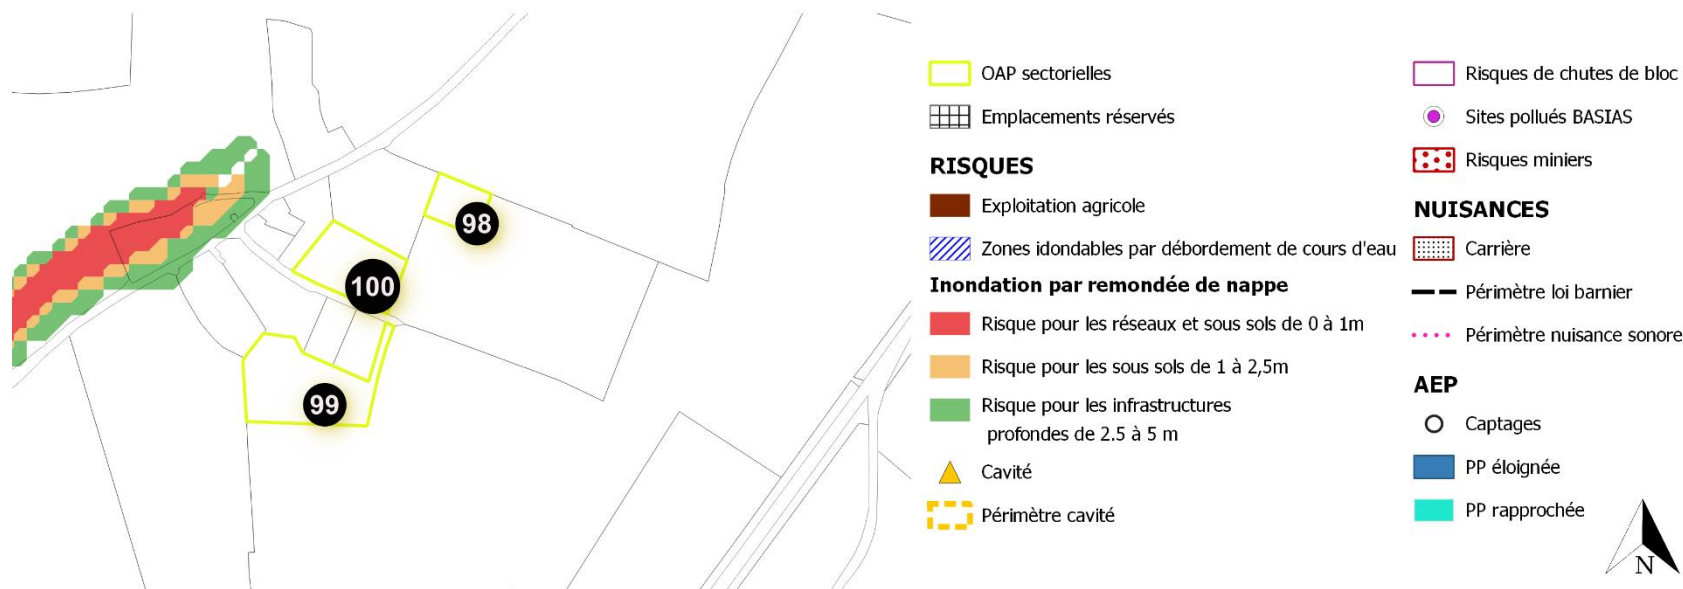 98
100
99
OAP sectorielles
Emplacements réservés
RISQUES
Exploitation agricole
Zones idondables par débordement de cours d'eau
Inondation par remondée de nappe
Risque pour les réseaux et sous sols de 0 à 1m
Risque pour les sous sols de 1 à 2,5m
Risque pour les infrastructures
profondes de 2.5 à 5 m
Cavité
Périmètre cavité
Risques de chutes de bloc
Sites pollués BASIAS
Risques miniers
NUISANCES
Carrière
Périmètre loi barnier
Périmètre nuisance sonore
AEP
Captages
PP éloignée
PP rapprochée
N